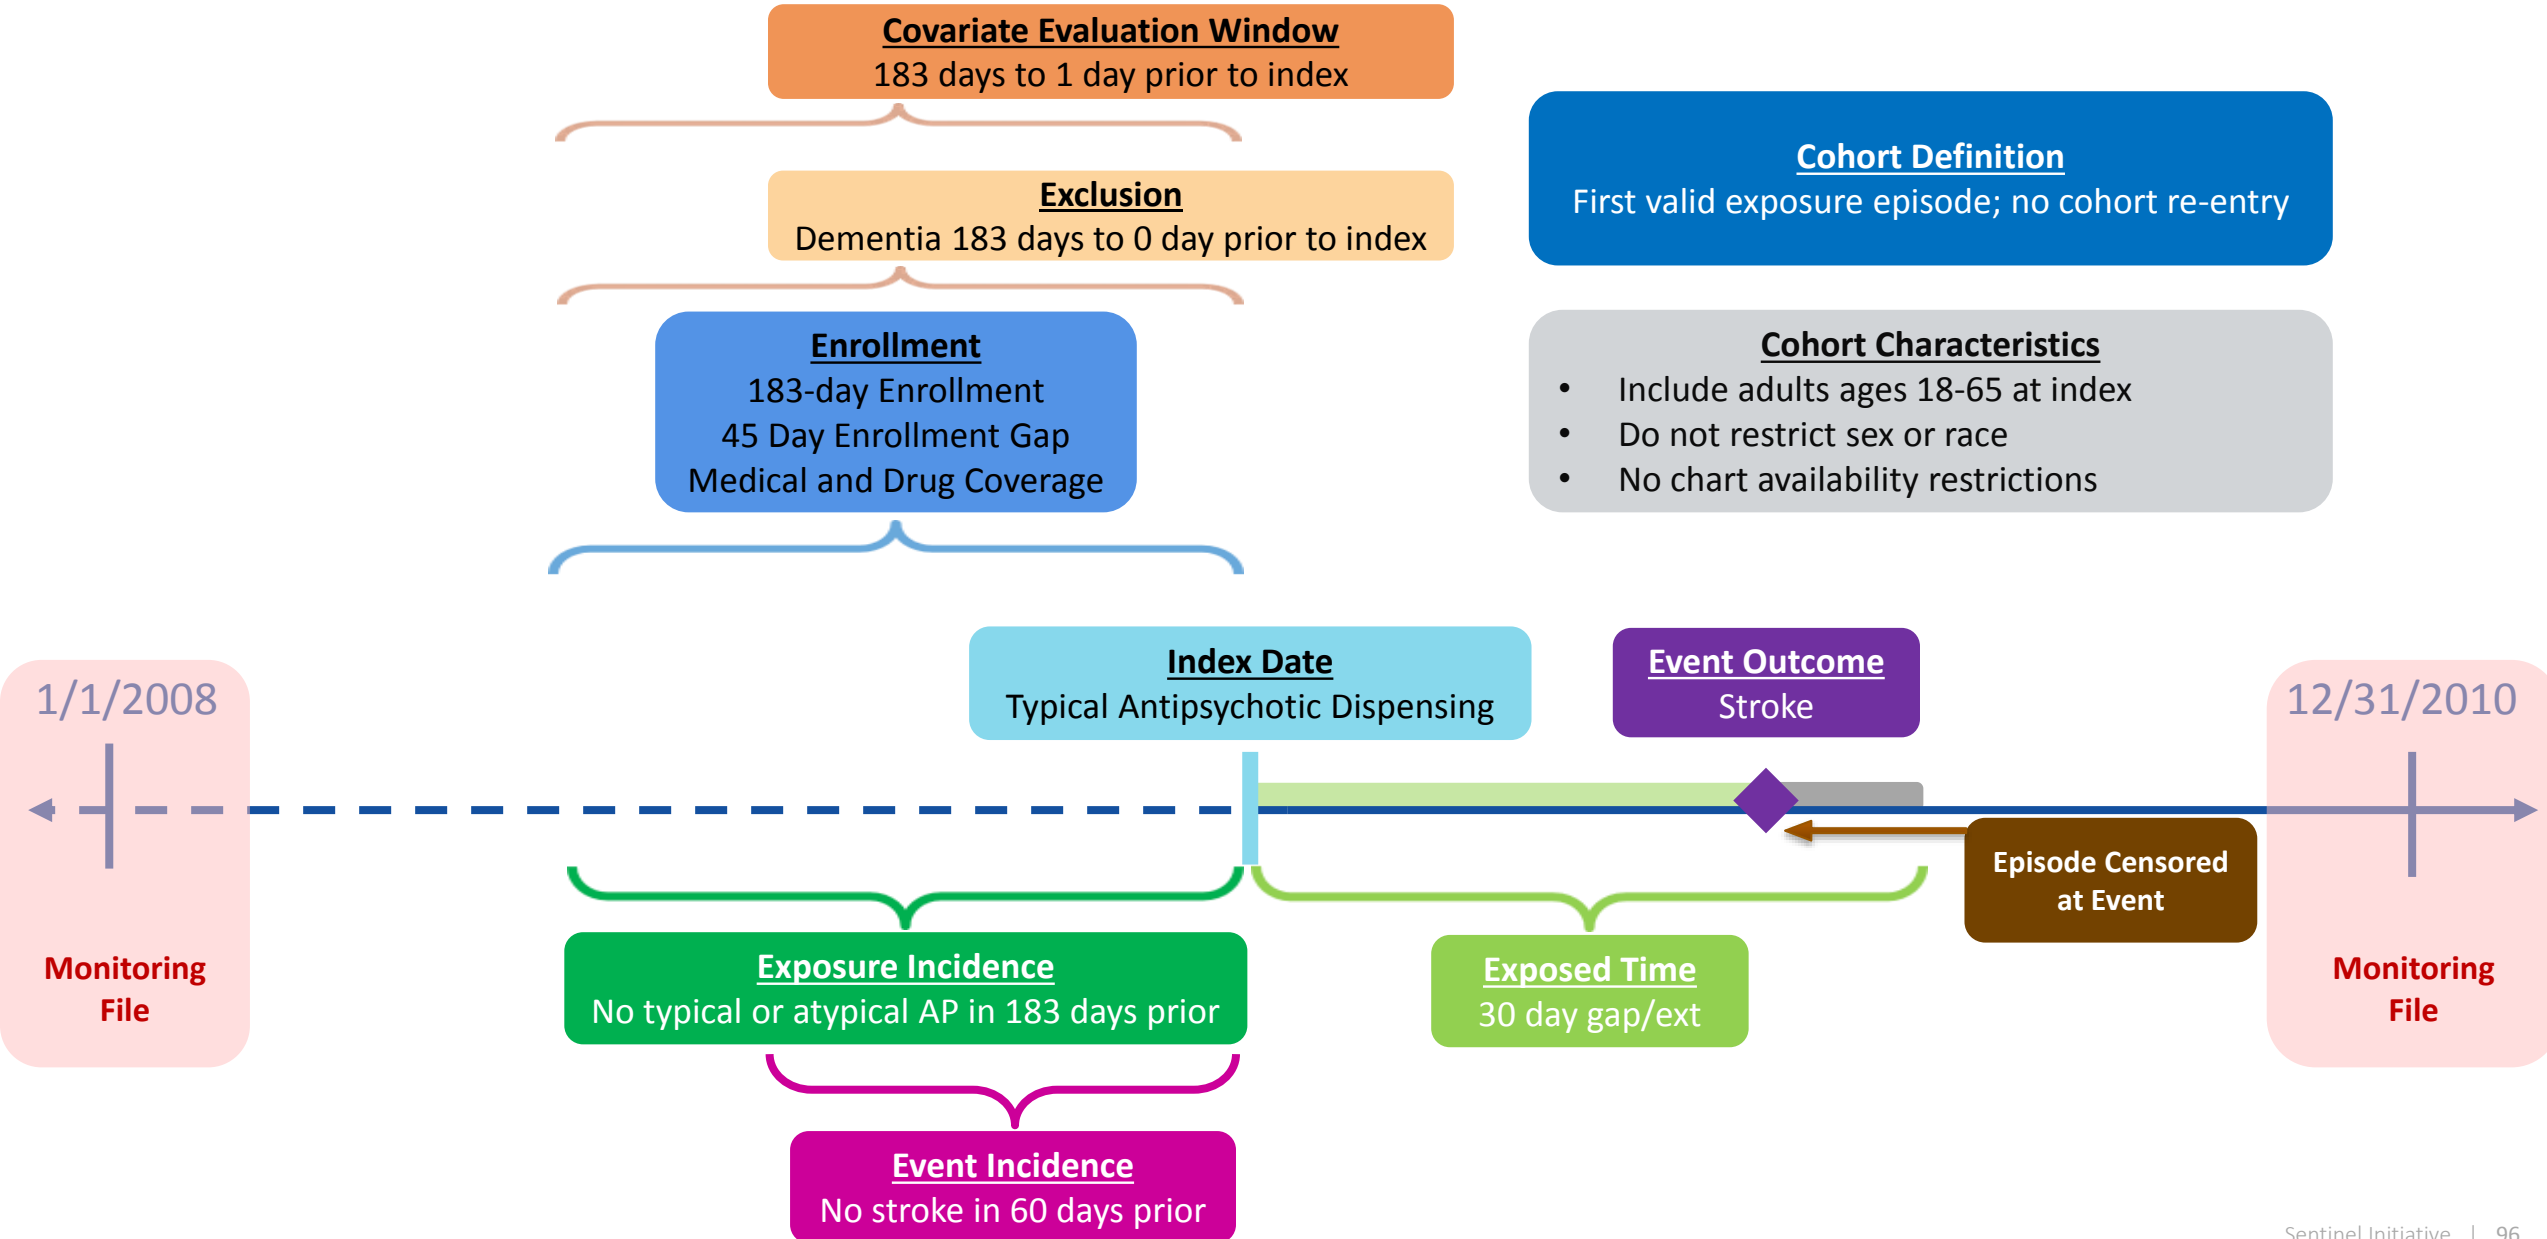 Covariate Evaluation Window
183 days to 1 day prior to index
Exclusion
Dementia 183 days to 0 day prior to index
Enrollment
183-day Enrollment
45 Day Enrollment Gap
Medical and Drug Coverage
Cohort Definition
First valid exposure episode; no cohort re-entry
Cohort Characteristics
• Include adults ages 18-65 at index
• Do not restrict sex or race
• No chart availability restrictions
1/1/2008
Monitoring
File
Index Date
Typical Antipsychotic Dispensing
Event Outcome
Stroke
12/31/2010
Monitoring
File
Episode Censored
at Event
Exposure Incidence
No typical or atypical AP in 183 days prior
Exposed Time
30 day gap/ext
Event Incidence
No stroke in 60 days prior
Sentinel Initiative | 96